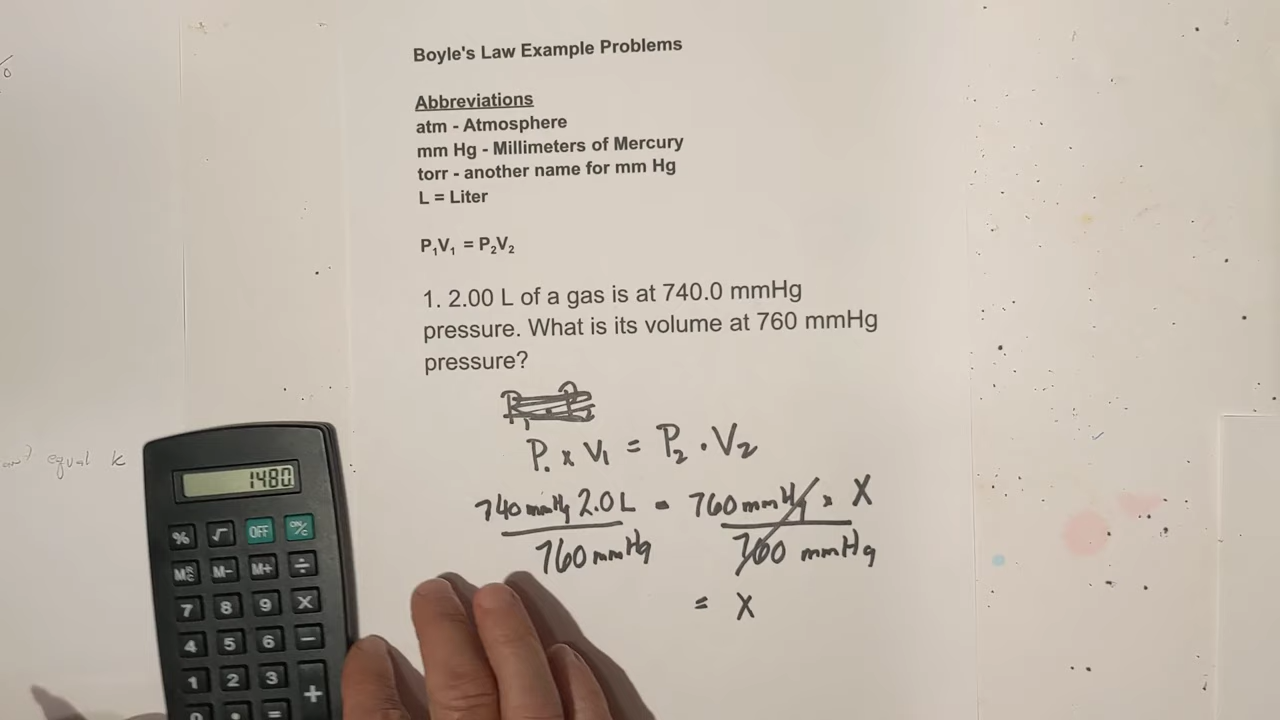 Boyle's Law Example Problems
Abbreviations
atm - Atmosphere
mm Hg - Millimeters of Mercury
torr - another name for mm Hg
L = Liter
P₁V₁ = P₂V₂
1. 2.00 L of a gas is at 740.0 mmHg
pressure. What is its volume at 760 mmHg
pressure?
P. x V₁ = P₂ . V₂
740 mmHg 2.0 L = 760 mmHg x X
760 mmHg 760 mmHg
= X
equal k
1480
% √ OFF ON/C
M- M+ ÷
7 8 9 X
4 5 6 −
1 2 3 +
0 . =